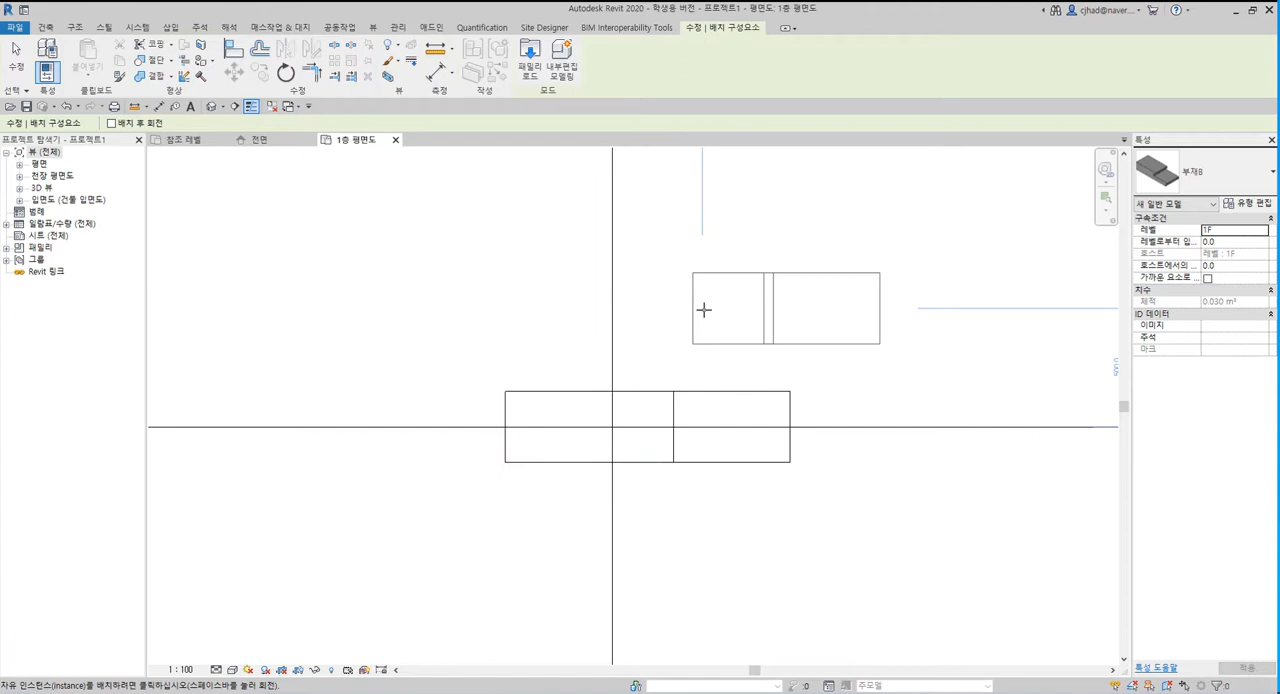 Autodesk Revit 2020 - 학생용 버전 - 프로젝트1 - 평면도: 1층 평면도
cjhad@naver...
파일 건축 구조 스틸 시스템 삽입 주석 해석 매스작업 & 대지 공동작업 뷰 관리 애드인 Quantification Site Designer BIM Interoperability Tools 수정 | 배치 구성요소
수정
붙여넣기
코핑
절단
결합
패밀리
로드
내부편집
모델링
선택 특성 클립보드 형상 수정 뷰 측정 작성 모드
수정 | 배치 구성요소 배치 후 회전
프로젝트 탐색기 - 프로젝트1
참조 레벨 전면 1층 평면도
뷰 (전체)
평면
천장 평면도
3D 뷰
입면도 (건물 입면도)
범례
일람표/수량 (전체)
시트 (전체)
패밀리
그룹
Revit 링크
특성
부재B
새 일반 모델 유형 편집
구속조건
레벨 1F
레벨로부터 입... 0.0
호스트 레벨 : 1F
호스트에서의 ... 0.0
가까운 요소로 ...
치수
체적 0.030 m³
ID 데이터
이미지
주석
마크
특성 도움말 적용
1 : 100
자유 인스턴스(instance)를 배치하려면 클릭하십시오(스페이스바를 눌러 회전).
:0 주모델 :0